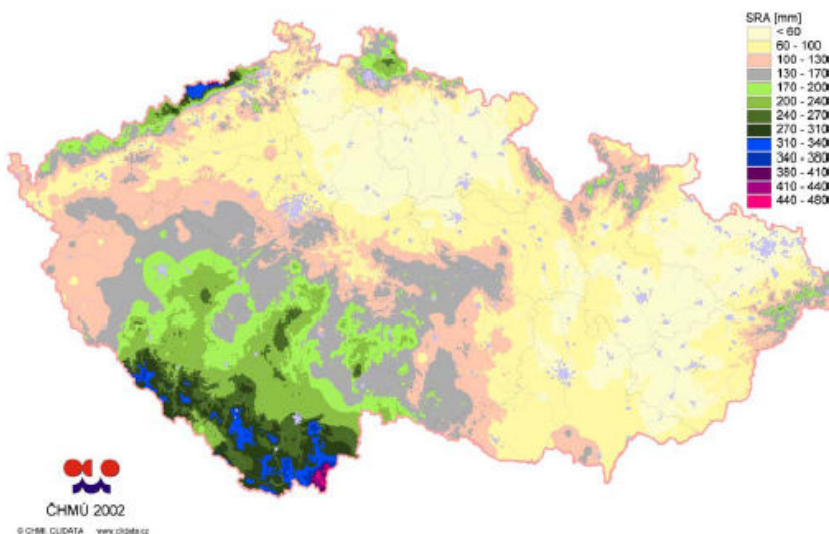 SRA [mm]
< 60
60 - 100
100 - 130
130 - 170
170 - 200
200 - 240
240 - 270
270 - 310
310 - 340
340 - 380
380 - 410
410 - 440
440 - 480
ČHMÚ 2002
© CHMI CLIDATA www.clidata.cz